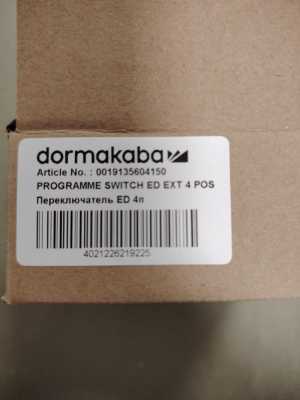 dormakaba
Article No. : 0019135604150
PROGRAMME SWITCH ED EXT 4 POS
Переключатель ED 4п
4021226219225